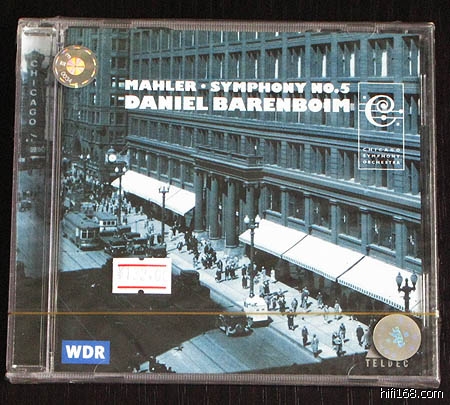 MAHLER · SYMPHONY NO.5
DANIEL BARENBOIM
CHICAGO
SYMPHONY
ORCHESTRA
CHICAGO
WDR
TELDEC
hifi168.com